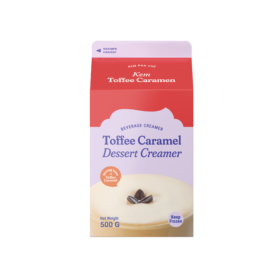 Kem
Toffee Caramen
BEVERAGE CREAMER
Toffee Caramel
Dessert Creamer
Net Weight
500 G
Keep
Frozen